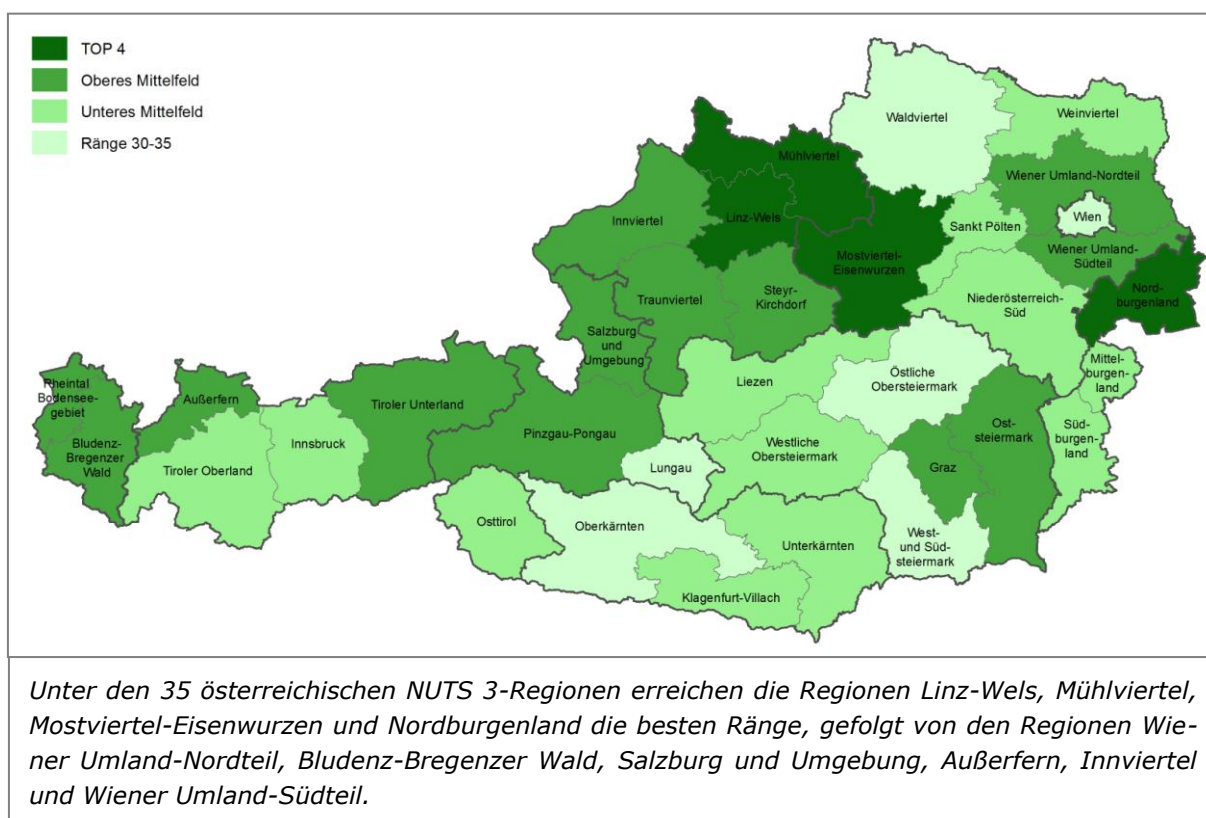 TOP 4
Oberes Mittelfeld
Unteres Mittelfeld
Ränge 30-35
Waldviertel
Weinviertel
Mühlviertel
Wiener Umland-Nordteil
Innviertel
Linz-Wels
Sankt Pölten
Wien
Mostviertel-
Eisenwurzen
Wiener Umland-
Südteil
Nord-
burgenland
Traunviertel
Steyr-
Kirchdorf
Niederösterreich-
Süd
Salzburg
und
Umgebung
Mittel-
burgen-
land
Rheintal
Bodensee-
gebiet
Außerfern
Tiroler Unterland
Liezen
Östliche
Obersteiermark
Bludenz-
Bregenzer
Wald
Innsbruck
Pinzgau-Pongau
Tiroler Oberland
Westliche
Obersteiermark
Ost-
steiermark
Süd-
burgen-
land
Lungau
Graz
Osttirol
Oberkärnten
Unterkärnten
West-
und Süd-
steiermark
Klagenfurt-Villach
Unter den 35 österreichischen NUTS 3-Regionen erreichen die Regionen Linz-Wels, Mühlviertel,
Mostviertel-Eisenwurzen und Nordburgenland die besten Ränge, gefolgt von den Regionen Wie-
ner Umland-Nordteil, Bludenz-Bregenzer Wald, Salzburg und Umgebung, Außerfern, Innviertel
und Wiener Umland-Südteil.